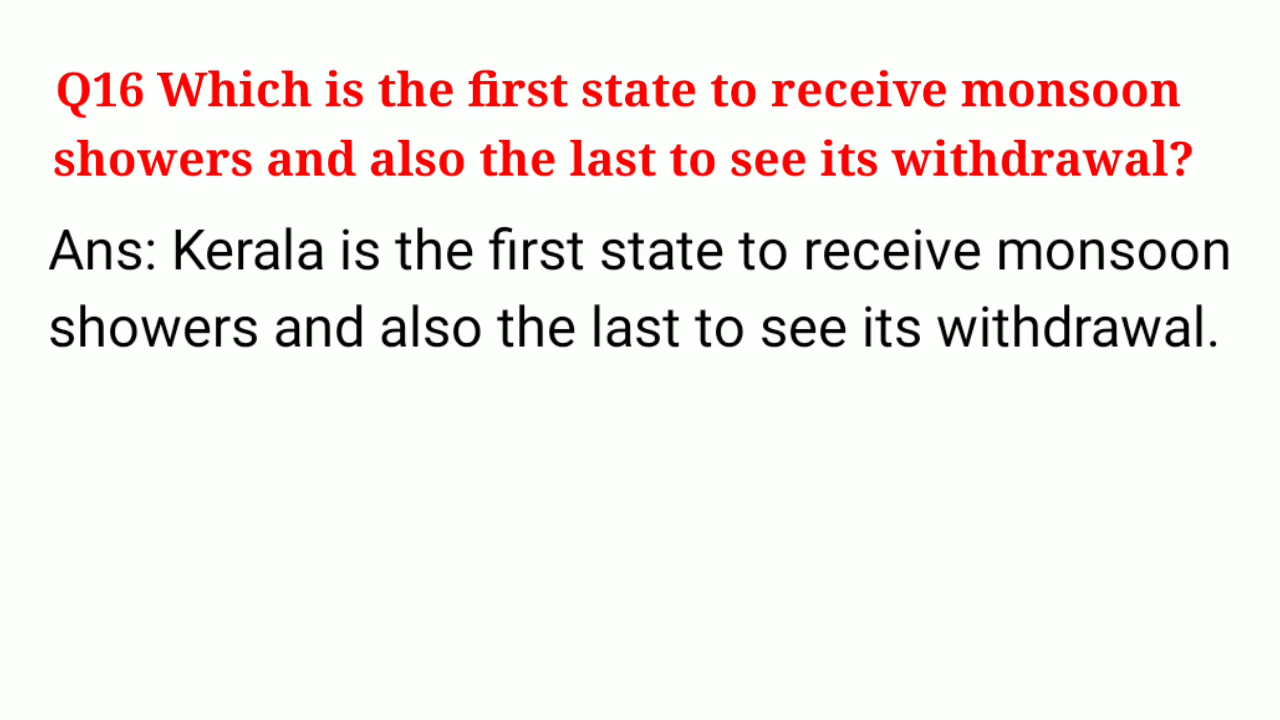 Q16 Which is the first state to receive monsoon
showers and also the last to see its withdrawal?
Ans: Kerala is the first state to receive monsoon
showers and also the last to see its withdrawal.